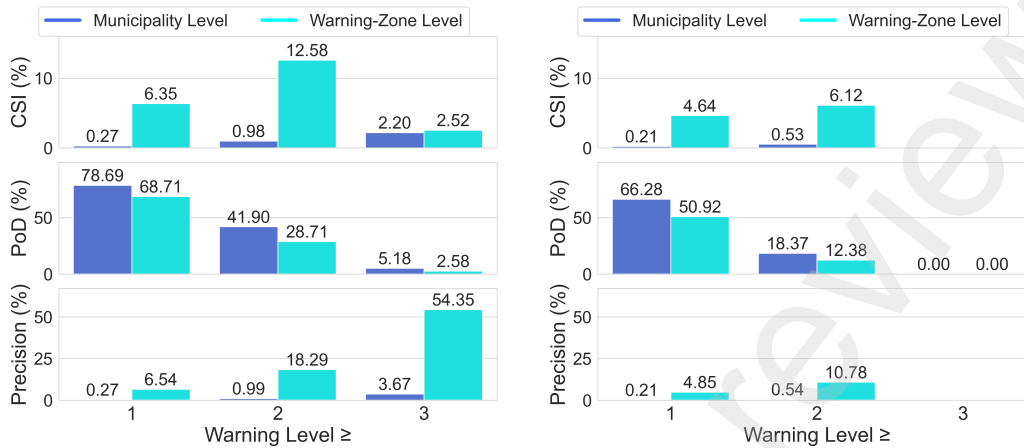 Municipality Level Warning-Zone Level
CSI (%)
10
0
0.27 6.35 0.98 12.58 2.20 2.52
PoD (%)
50
0
78.69 68.71 41.90 28.71 5.18 2.58
Precision (%)
50
25
0
0.27 6.54 0.99 18.29 3.67 54.35
1 2 3
Warning Level ≥
Municipality Level Warning-Zone Level
CSI (%)
10
0
0.21 4.64 0.53 6.12
PoD (%)
50
0
66.28 50.92 18.37 12.38 0.00 0.00
Precision (%)
50
25
0
0.21 4.85 0.54 10.78
1 2 3
Warning Level ≥
review